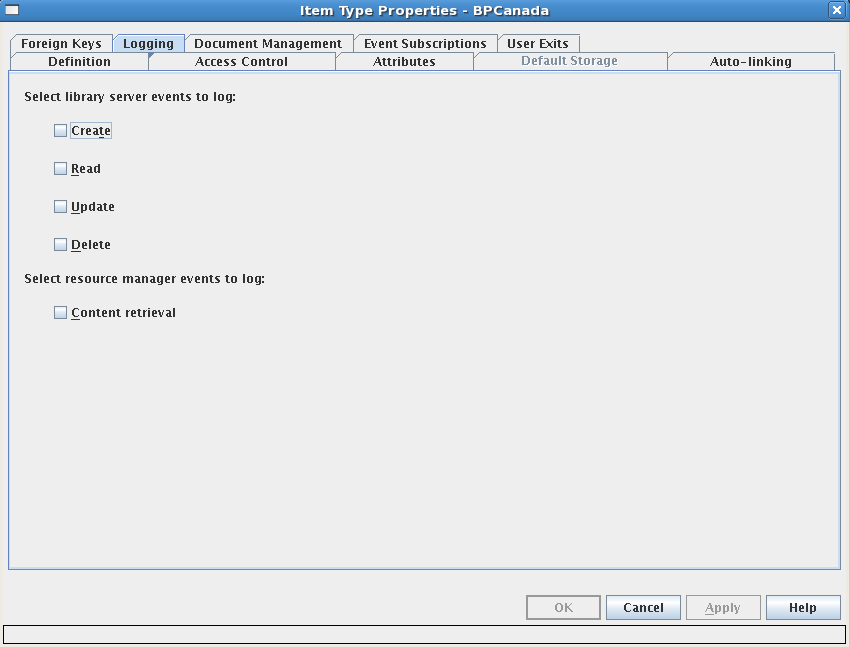 Item Type Properties - BPCanada
Foreign Keys Logging Document Management Event Subscriptions User Exits
Definition Access Control Attributes Default Storage Auto-linking
Select library server events to log:
Create
Read
Update
Delete
Select resource manager events to log:
Content retrieval
OK Cancel Apply Help